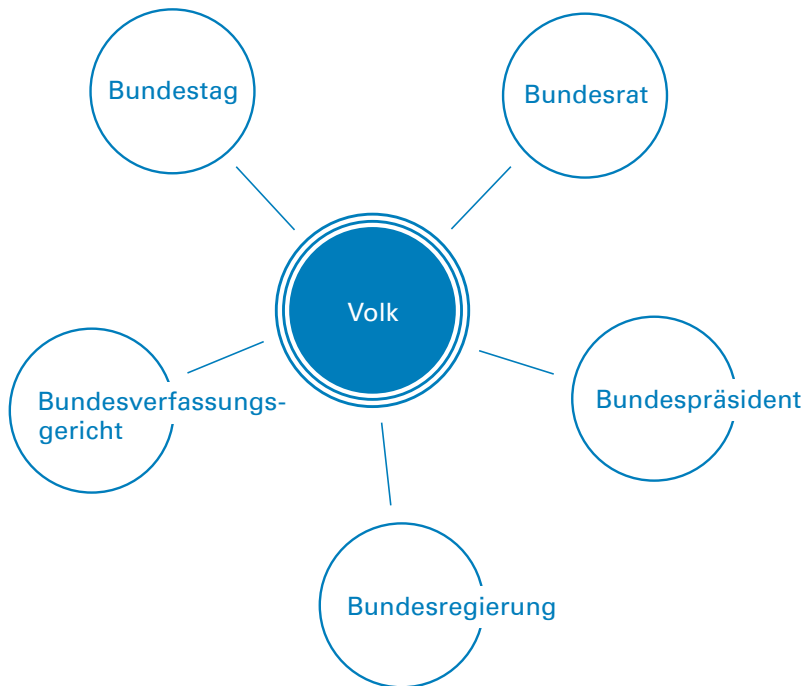 Bundestag
Bundesrat
Volk
Bundesverfassungs-
gericht
Bundespräsident
Bundesregierung